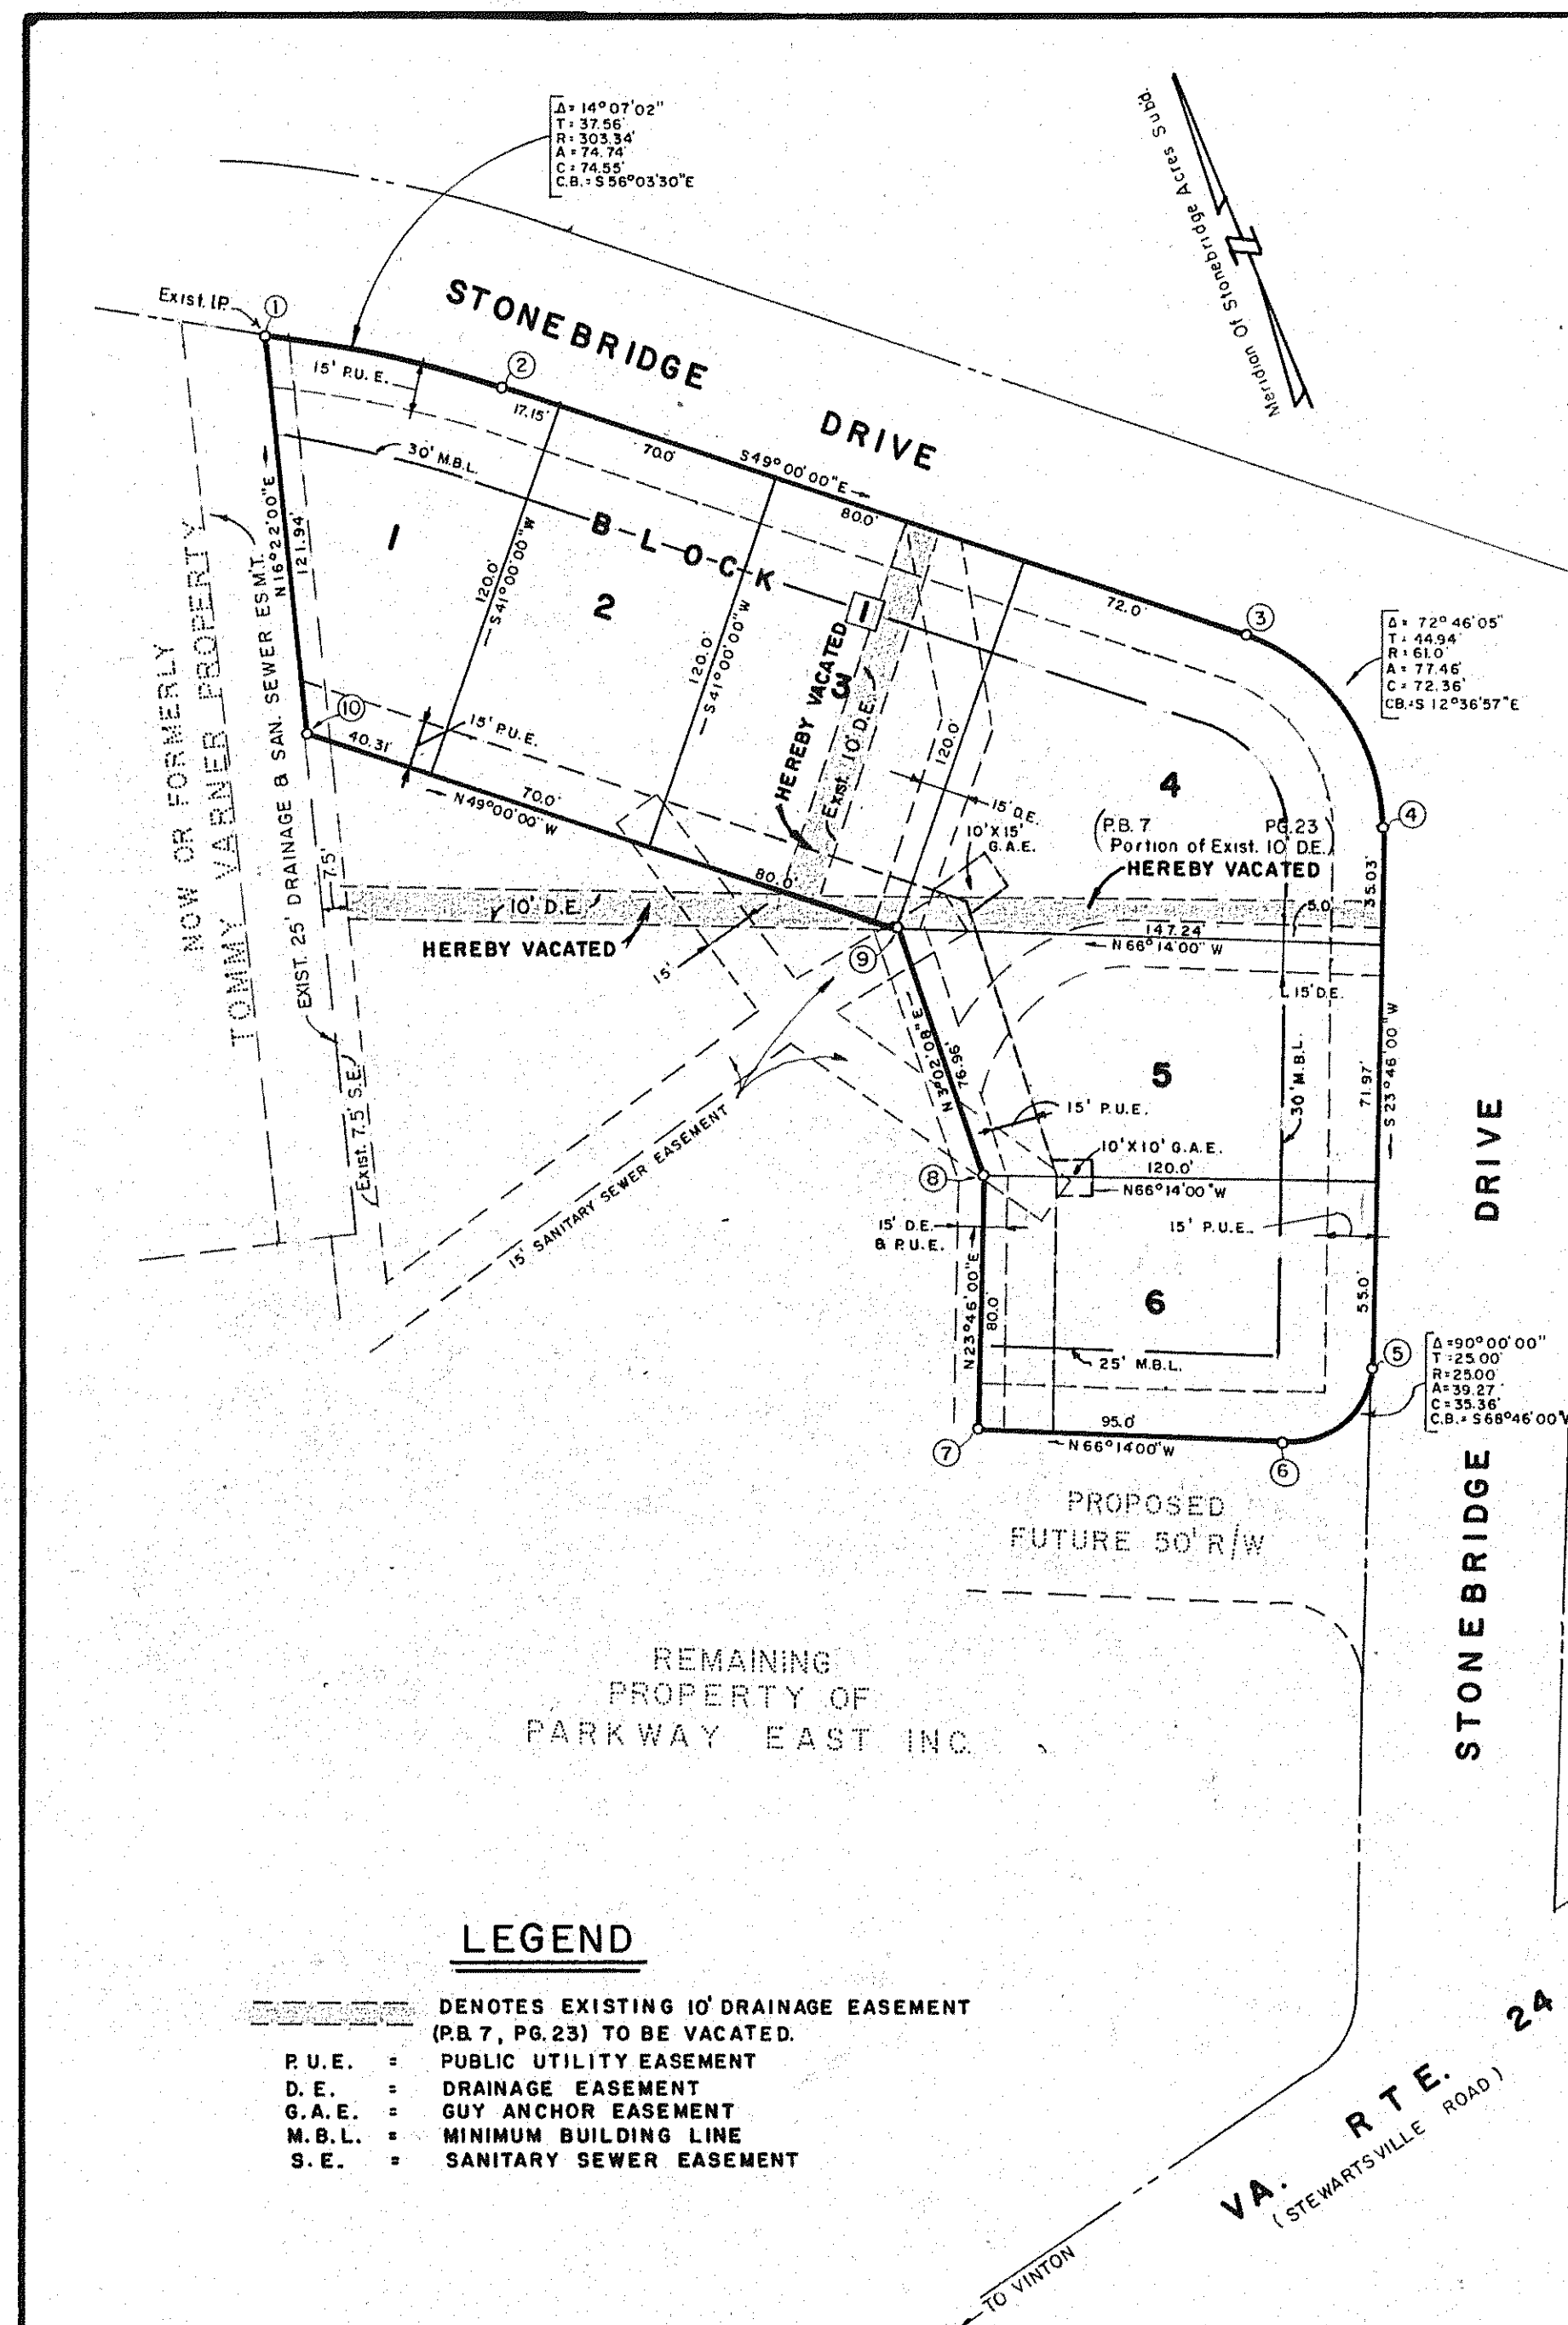 Δ = 14°07'02"
T = 37.56'
R = 303.34'
A = 74.74'
C = 74.55'
C.B. = S 56°03'30"E
Meridian Of Stonebridge Acres Subd.
Exist. I.P.
1
STONEBRIDGE DRIVE
2
15' P.U.E.
17.15'
70.0'
S49°00'00"E
80.0'
72.0'
3
30' M.B.L.
BLOCK 1
Δ = 72°46'05"
T = 44.94'
R = 61.0'
A = 77.46'
C = 72.36'
C.B. = S 12°36'57"E
N16°22'00"E
121.94'
1
120.0'
S41°00'00"W
2
120.0'
S41°00'00"W
HEREBY VACATED
3
Exist. 10' D.E.
120.0'
NOW OR FORMERLY
TOMMY VARNER PROPERTY
EXIST. 25' DRAINAGE & SAN. SEWER ESM'T.
10
40.31'
15' P.U.E.
70.0'
N49°00'00"W
80.0'
15' D.E.
10' X 15'
G.A.E.
4
(P.B. 7 PG. 23)
(Portion of Exist. 10' D.E.)
HEREBY VACATED
4
35.03'
7.5'
10' D.E.
HEREBY VACATED
15'
9
147.24'
N66°14'00"W
5.0'
15' D.E.
N 3°02'08"E
76.96'
5
30' M.B.L.
71.97'
S23°46'00"W
DRIVE
Exist. 7.5' S.E.
15' SANITARY SEWER EASEMENT
15' P.U.E.
10' X 10' G.A.E.
8
120.0'
N66°14'00"W
15' D.E.
& P.U.E.
15' P.U.E.
N23°46'00"E
80.0'
6
55.0'
25' M.B.L.
5
Δ = 90°00'00"
T = 25.00'
R = 25.00'
A = 39.27'
C = 35.36'
C.B. = S68°46'00"W
7
95.0'
N66°14'00"W
6
PROPOSED
FUTURE 50' R/W
STONEBRIDGE
REMAINING
PROPERTY OF
PARKWAY EAST INC.
LEGEND
DENOTES EXISTING 10' DRAINAGE EASEMENT
(P.B. 7, PG. 23) TO BE VACATED.
P.U.E. = PUBLIC UTILITY EASEMENT
D.E. = DRAINAGE EASEMENT
G.A.E. = GUY ANCHOR EASEMENT
M.B.L. = MINIMUM BUILDING LINE
S.E. = SANITARY SEWER EASEMENT
VA. RTE. 24
(STEWARTSVILLE ROAD)
TO VINTON